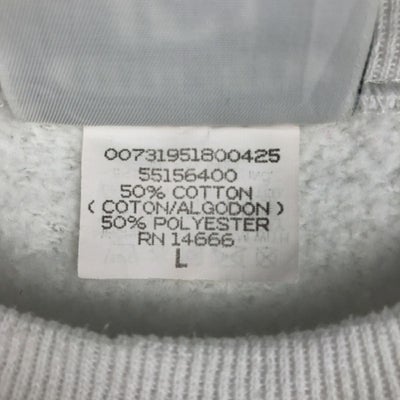 00731951800425
55156400
50% COTTON
( COTON/ALGODON )
50% POLYESTER
RN 14666
L